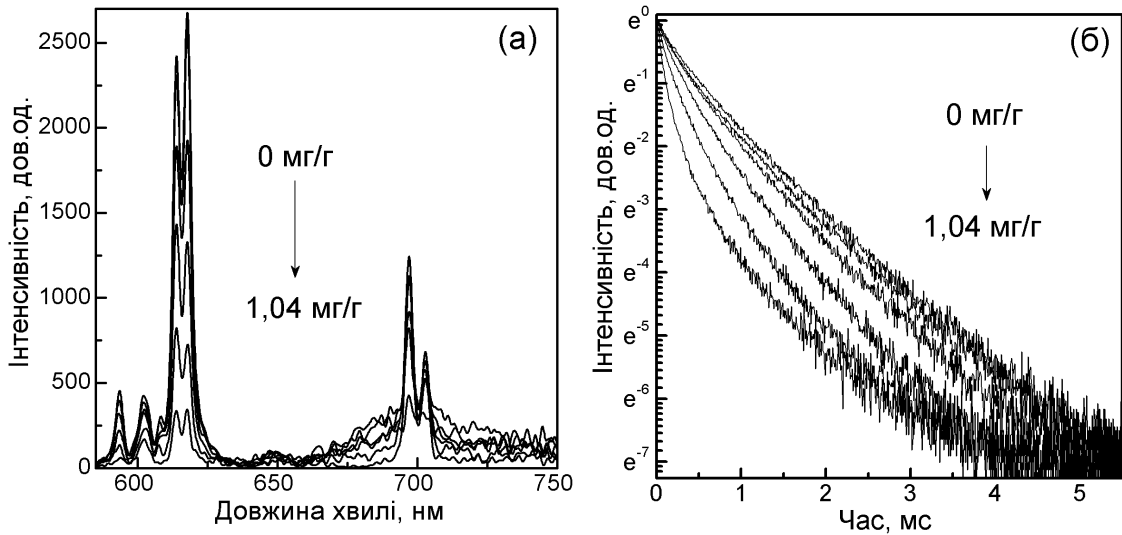 (а)
Інтенсивність, дов.од.
2500
2000
1500
1000
500
0
0 мг/г
1,04 мг/г
600
650
700
750
Довжина хвилі, нм
(б)
Інтенсивність, дов.од.
e⁰
e⁻¹
e⁻²
e⁻³
e⁻⁴
e⁻⁵
e⁻⁶
e⁻⁷
0 мг/г
1,04 мг/г
0
1
2
3
4
5
Час, мс